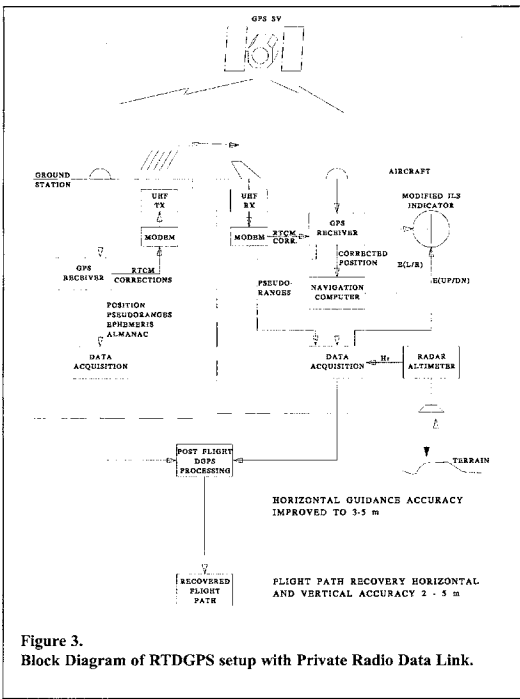 GPS SV
GROUND
STATION
AIRCRAFT
UHF
TX
UHF
RX
MODIFIED ILS
INDICATOR
MODEM
MODEM
RTCM
CORR.
GPS
RECEIVER
E(L/R)
GPS
RECEIVER
RTCM
CORRECTIONS
CORRECTED
POSITION
E(UP/DN)
PSEUDO-
RANGES
NAVIGATION
COMPUTER
POSITION
PSEUDORANGES
EPHEMERIS
ALMANAC
DATA
ACQUISITION
DATA
ACQUISITION
Hr
RADAR
ALTIMETER
POST FLIGHT
DGPS
PROCESSING
TERRAIN
HORIZONTAL GUIDANCE ACCURACY
IMPROVED TO 3-5 m
RECOVERED
FLIGHT
PATH
FLIGHT PATH RECOVERY HORIZONTAL
AND VERTICAL ACCURACY 2 - 5 m
Figure 3.
Block Diagram of RTDGPS setup with Private Radio Data Link.